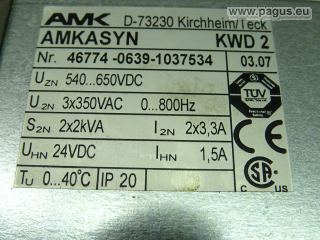 © www.pagus.eu
AMK D-73230 Kirchheim/Teck
AMKASYN KWD 2
Nr. 46774 -0639-1037534 03.07
UZN 540...650VDC
U2N 3x350VAC 0...800Hz
S2N 2x2kVA I2N 2x3,3A
UHN 24VDC IHN 1,5A
TU 0...40°C IP 20
TÜV
C US